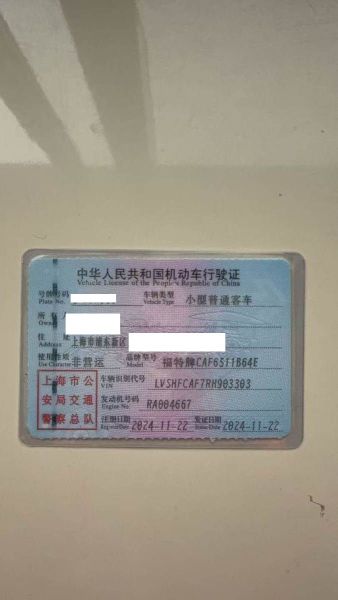 中华人民共和国机动车行驶证
Vehicle License of the People's Republic of China
号牌号码 Plate No. 车辆类型 Vehicle Type 小型普通客车
所 人 Owner
住 址 Address 上海市浦东新区
使用性质 Use Character 非营运 品牌型号 Model 福特牌CAF6511B64E
上海市公安局交通警察总队
车辆识别代号 VIN LVSHFCAF7RH903303
发动机号码 Engine No. RA004667
注册日期 Register Date 2024-11-22 发证日期 Issue Date 2024-11-22